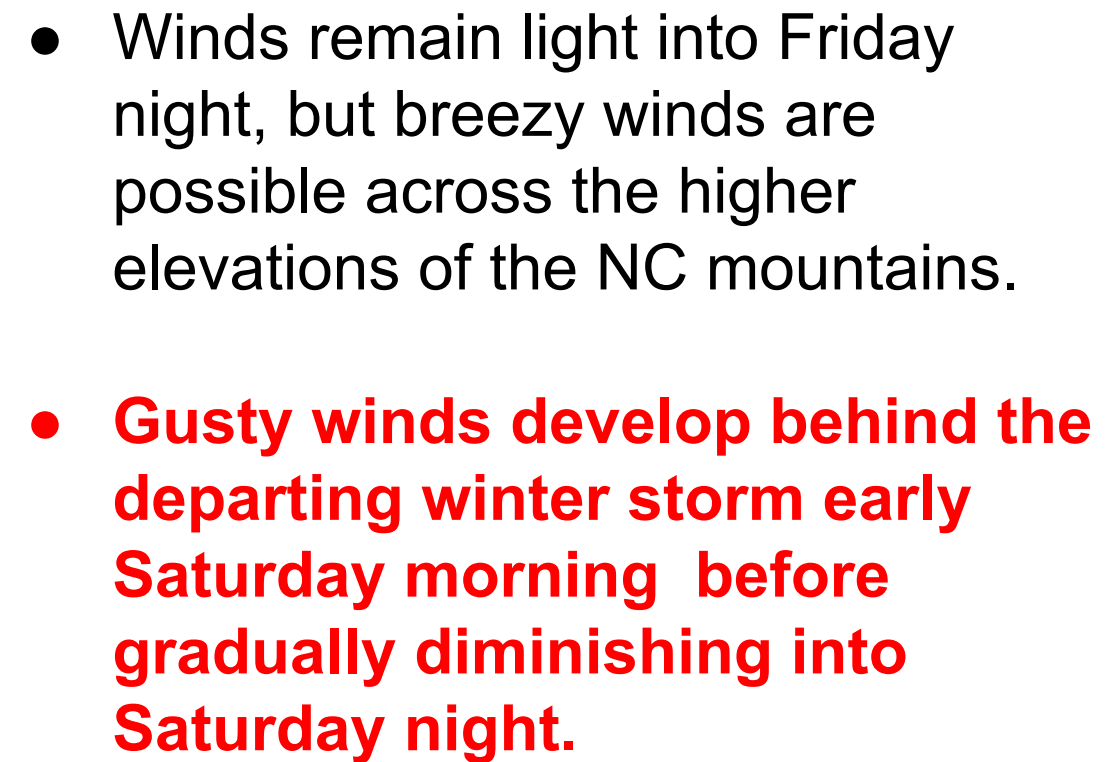 ● Winds remain light into Friday
night, but breezy winds are
possible across the higher
elevations of the NC mountains.
● Gusty winds develop behind the
departing winter storm early
Saturday morning  before
gradually diminishing into
Saturday night.